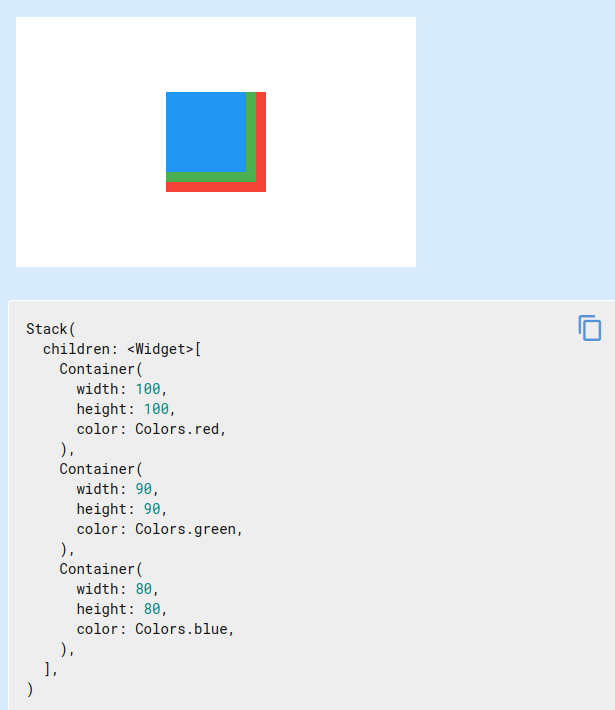 Stack(
  children: <Widget>[
    Container(
      width: 100,
      height: 100,
      color: Colors.red,
    ),
    Container(
      width: 90,
      height: 90,
      color: Colors.green,
    ),
    Container(
      width: 80,
      height: 80,
      color: Colors.blue,
    ),
  ],
)